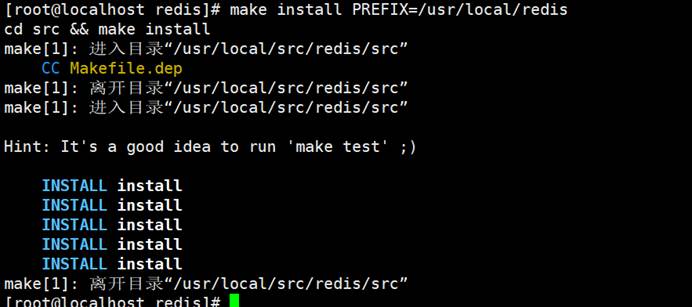 [root@localhost redis]# make install PREFIX=/usr/local/redis
cd src && make install
make[1]: 进入目录“/usr/local/src/redis/src”
CC Makefile.dep
make[1]: 离开目录“/usr/local/src/redis/src”
make[1]: 进入目录“/usr/local/src/redis/src”
Hint: It's a good idea to run 'make test' ;)
INSTALL install
INSTALL install
INSTALL install
INSTALL install
INSTALL install
make[1]: 离开目录“/usr/local/src/redis/src”
[root@localhost redis]#